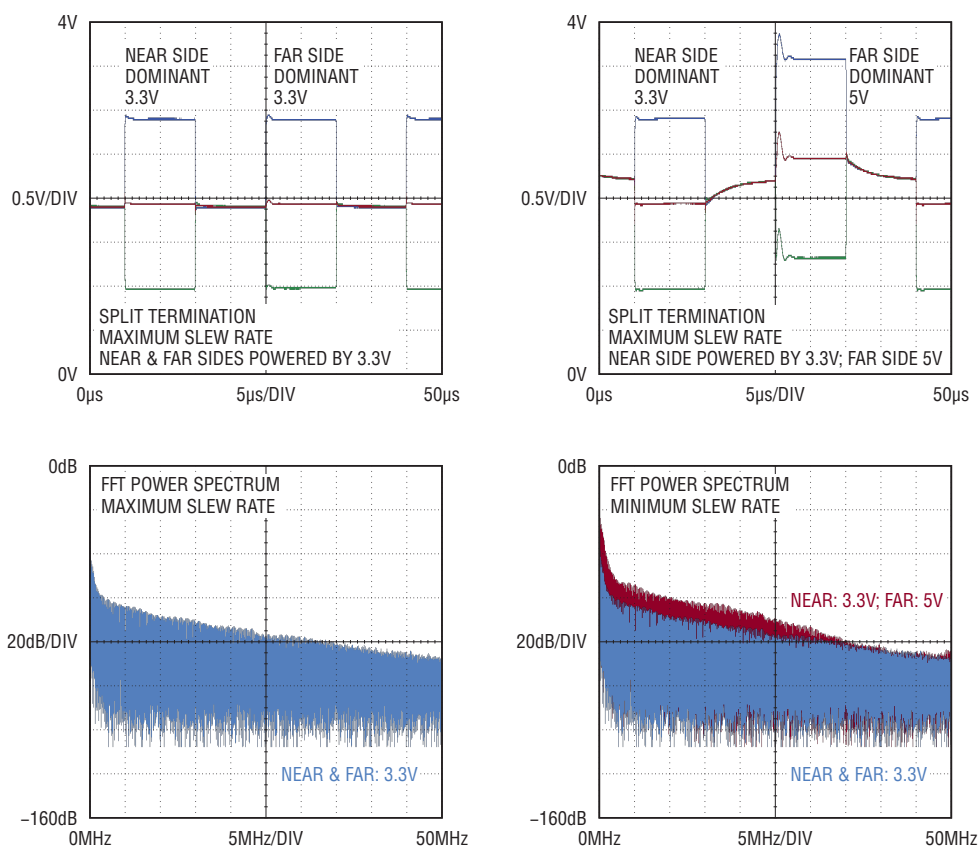 4V
NEAR SIDE
DOMINANT
3.3V
FAR SIDE
DOMINANT
3.3V
0.5V/DIV
SPLIT TERMINATION
MAXIMUM SLEW RATE
NEAR & FAR SIDES POWERED BY 3.3V
0V
0µs
5µs/DIV
50µs
4V
NEAR SIDE
DOMINANT
3.3V
FAR SIDE
DOMINANT
5V
0.5V/DIV
SPLIT TERMINATION
MAXIMUM SLEW RATE
NEAR SIDE POWERED BY 3.3V; FAR SIDE 5V
0V
0µs
5µs/DIV
50µs
0dB
FFT POWER SPECTRUM
MAXIMUM SLEW RATE
20dB/DIV
NEAR & FAR: 3.3V
–160dB
0MHz
5MHz/DIV
50MHz
0dB
FFT POWER SPECTRUM
MINIMUM SLEW RATE
NEAR: 3.3V; FAR: 5V
20dB/DIV
NEAR & FAR: 3.3V
–160dB
0MHz
5MHz/DIV
50MHz